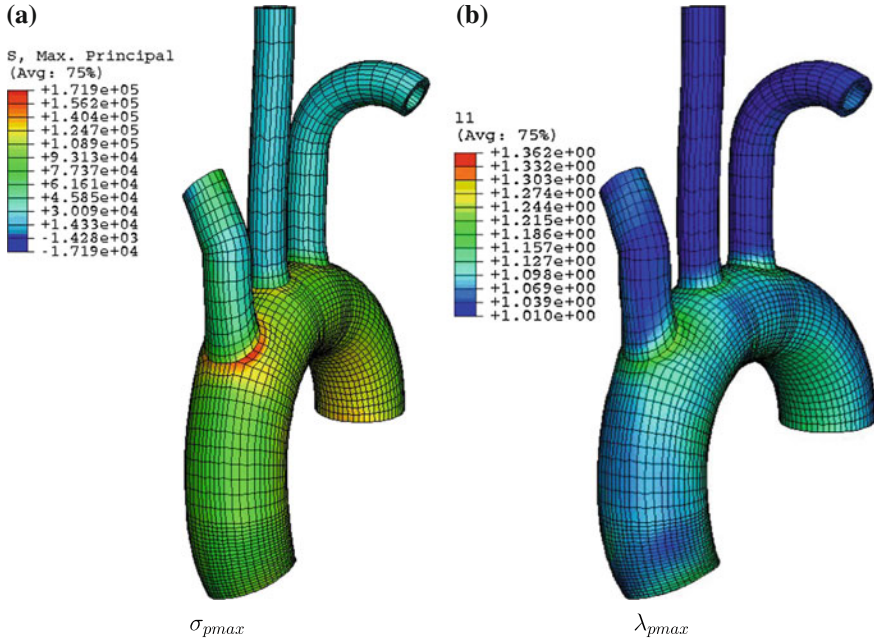 (a)
S, Max. Principal
(Avg: 75%)
+1.719e+05
+1.562e+05
+1.404e+05
+1.247e+05
+1.089e+05
+9.313e+04
+7.737e+04
+6.161e+04
+4.585e+04
+3.009e+04
+1.433e+04
-1.428e+03
-1.719e+04
σpmax
(b)
l1
(Avg: 75%)
+1.362e+00
+1.332e+00
+1.303e+00
+1.274e+00
+1.244e+00
+1.215e+00
+1.186e+00
+1.157e+00
+1.127e+00
+1.098e+00
+1.069e+00
+1.039e+00
+1.010e+00
λpmax